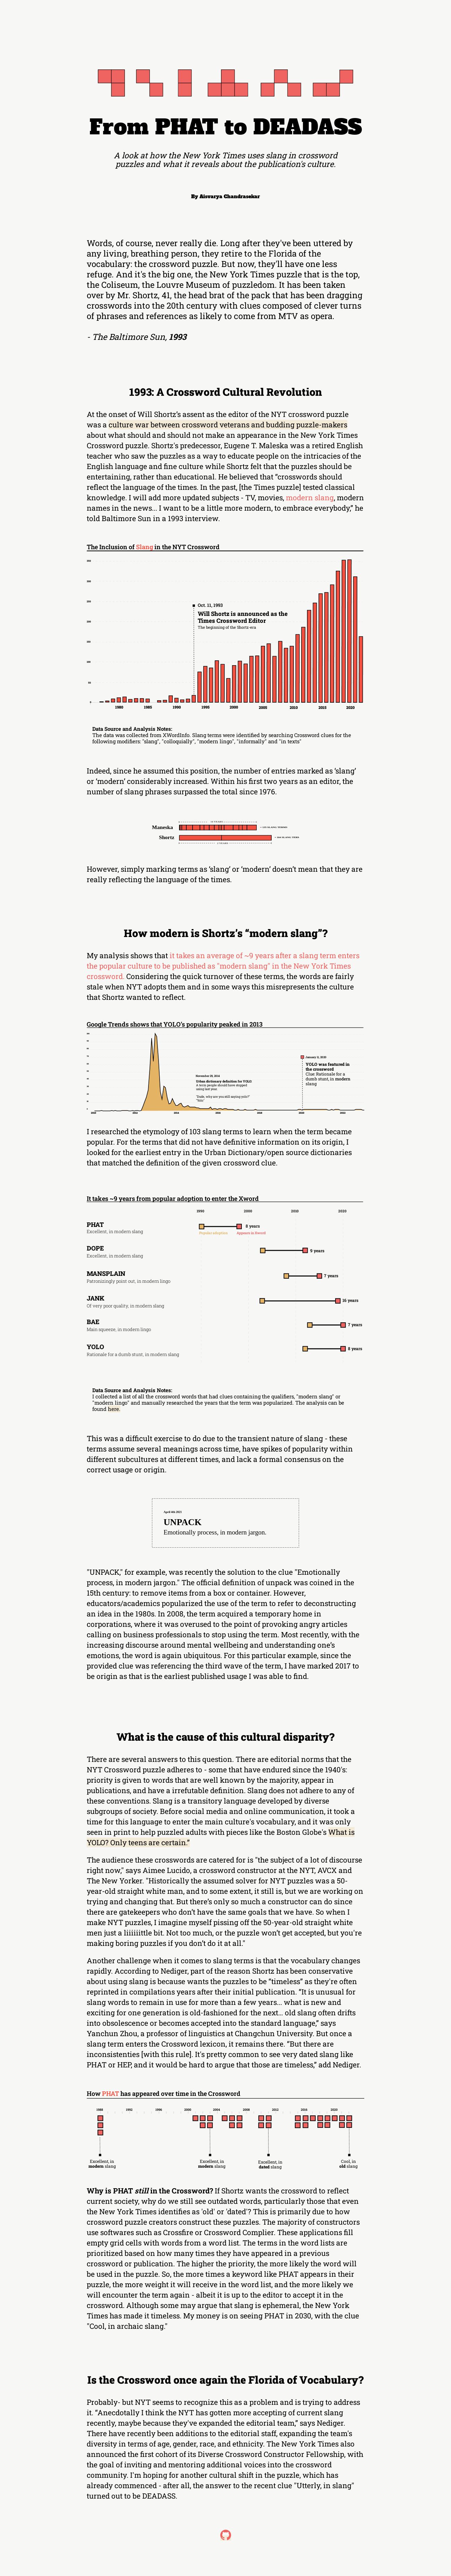 From PHAT to DEADASS
A look at how the New York Times uses slang in crossword
puzzles and what it reveals about the publication's culture.
By Aisvarya Chandrasekar
Words, of course, never really die. Long after they've been uttered by
any living, breathing person, they retire to the Florida of the
vocabulary: the crossword puzzle. But now, they'll have one less
refuge. And it's the big one, the New York Times puzzle that is the top,
the Coliseum, the Louvre Museum of puzzledom. It has been taken
over by Mr. Shortz, 41, the head brat of the pack that has been dragging
crosswords into the 20th century with clues composed of clever turns
of phrases and references as likely to come from MTV as opera.
- The Baltimore Sun, 1993
1993: A Crossword Cultural Revolution
At the onset of Will Shortz's assent as the editor of the NYT crossword puzzle
was a culture war between crossword veterans and budding puzzle-makers
about what should and should not make an appearance in the New York Times
Crossword puzzle. Shortz's predecessor, Eugene T. Maleska was a retired English
teacher who saw the puzzles as a way to educate people on the intricacies of the
English language and fine culture while Shortz felt that the puzzles should be
entertaining, rather than educational. He believed that "crosswords should
reflect the language of the times. In the past, [the Times puzzle] tested classical
knowledge. I will add more updated subjects - TV, movies, modern slang, modern
names in the news... I want to be a little more modern, to embrace everybody," he
told Baltimore Sun in a 1993 interview.
The Inclusion of Slang in the NYT Crossword
Oct. 11, 1993
Will Shortz is announced as the
Times Crossword Editor
The beginning of the Shortz era
1980 1985 1990 1995 2000 2005 2010 2015 2020
Data Source and Analysis Notes:
The data was collected from XWordInfo. Slang terms were identified by searching Crossword clues for the
following modifiers: "slang", "colloquially", "modern lingo", "informally" and "in texts"
Indeed, since he assumed this position, the number of entries marked as 'slang'
or 'modern' considerably increased. Within his first two years as an editor, the
number of slang phrases surpassed the total since 1976.
Maneska
Shortz
However, simply marking terms as 'slang' or 'modern' doesn't mean that they are
really reflecting the language of the times.
How modern is Shortz's "modern slang"?
My analysis shows that it takes an average of ~9 years after a slang term enters
the popular culture to be published as "modern slang" in the New York Times
crossword. Considering the quick turnover of these terms, the words are fairly
stale when NYT adopts them and in some ways this misrepresents the culture
that Shortz wanted to reflect.
Google Trends shows that YOLO's popularity peaked in 2013
Urban dictionary definition for YOLO
YOLO was featured in
the crossword
Clue: Rationale for a
dumb stunt, in modern
slang
I researched the etymology of 103 slang terms to learn when the term became
popular. For the terms that did not have definitive information on its origin, I
looked for the earliest entry in the Urban Dictionary/open source dictionaries
that matched the definition of the given crossword clue.
It takes ~9 years from popular adoption to enter the Xword
1990 2000 2010 2020
PHAT
Excellent, in modern slang
8 years
Popular adoption Appears in Xword
DOPE
Excellent, in modern slang
9 years
MANSPLAIN
Patronizingly point out, in modern lingo
7 years
JANK
Of very poor quality, in modern slang
16 years
BAE
Main squeeze, in modern lingo
7 years
YOLO
Rationale for a dumb stunt, in modern slang
8 years
Data Source and Analysis Notes:
I collected a list of all the crossword words that had clues containing the qualifiers, "modern slang" or
"modern lingo" and manually researched the years that the term was popularized. The analysis can be
found here.
This was a difficult exercise to do due to the transient nature of slang - these
terms assume several meanings across time, have spikes of popularity within
different subcultures at different times, and lack a formal consensus on the
correct usage or origin.
UNPACK
Emotionally process, in modern jargon.
"UNPACK," for example, was recently the solution to the clue "Emotionally
process, in modern jargon." The official definition of unpack was coined in the
15th century: to remove items from a box or container. However,
educators/academics popularized the use of the term to refer to deconstructing
an idea in the 1980s. In 2008, the term acquired a temporary home in
corporations, where it was overused to the point of provoking angry articles
calling on business professionals to stop using the term. Most recently, with the
increasing discourse around mental wellbeing and understanding one's
emotions, the word is again ubiquitous. For this particular example, since the
provided clue was referencing the third wave of the term, I have marked 2017 to
be origin as that is the earliest published usage I was able to find.
What is the cause of this cultural disparity?
There are several answers to this question. There are editorial norms that the
NYT Crossword puzzle adheres to - some that have endured since the 1940's:
priority is given to words that are well known by the majority, appear in
publications, and have a irrefutable definition. Slang does not adhere to any of
these conventions. Slang is a transitory language developed by diverse
subgroups of society. Before social media and online communication, it took a
time for this language to enter the main culture's vocabulary, and it was only
seen in print to help puzzled adults with pieces like the Boston Globe's What is
YOLO? Only teens are certain."
The audience these crosswords are catered for is "the subject of a lot of discourse
right now," says Aimee Lucido, a crossword constructor at the NYT, AVCX and
The New Yorker. "Historically the assumed solver for NYT puzzles was a 50-
year-old straight white man, and to some extent, it still is, but we are working on
trying and changing that. But there's only so much a constructor can do since
there are gatekeepers who don't have the same goals that we have. So when I
make NYT puzzles, I imagine myself pissing off the 50-year-old straight white
men just a liiiiiittle bit. Not too much, or the puzzle won't get accepted, but you're
making boring puzzles if you don't do it at all."
Another challenge when it comes to slang terms is that the vocabulary changes
rapidly. According to Nediger, part of the reason Shortz has been conservative
about using slang is because wants the puzzles to be "timeless" as they're often
reprinted in compilations years after their initial publication. "It is unusual for
slang words to remain in use for more than a few years... what is new and
exciting for one generation is old-fashioned for the next... old slang often drifts
into obsolescence or becomes accepted into the standard language," says
Yanchun Zhou, a professor of linguistics at Changchun University. But once a
slang term enters the Crossword lexicon, it remains there. "But there are
inconsistencies [with this rule]. It's pretty common to see very dated slang like
PHAT or HEP, and it would be hard to argue that those are timeless," add Nediger.
How PHAT has appeared over time in the Crossword
Excellent, in
modern slang
Excellent, in
modern slang
Excellent, in
dated slang
Cool, in
old slang
Why is PHAT still in the Crossword? If Shortz wants the crossword to reflect
current society, why do we still see outdated words, particularly those that even
the New York Times identifies as 'old' or 'dated'? This is primarily due to how
crossword puzzle creators construct these puzzles. The majority of constructors
use softwares such as Crossfire or Crossword Complier. These applications fill
empty grid cells with words from a word list. The terms in the word lists are
prioritized based on how many times they have appeared in a previous
crossword or publication. The higher the priority, the more likely the word will
be used in the puzzle. So, the more times a keyword like PHAT appears in their
puzzle, the more weight it will receive in the word list, and the more likely we
will encounter the term again - albeit it is up to the editor to accept it in the
crossword. Although some may argue that slang is ephemeral, the New York
Times has made it timeless. My money is on seeing PHAT in 2030, with the clue
"Cool, in archaic slang."
Is the Crossword once again the Florida of Vocabulary?
Probably- but NYT seems to recognize this as a problem and is trying to address
it. "Anecdotally I think the NYT has gotten more accepting of current slang
recently, maybe because they've expanded the editorial team," says Nediger.
There have recently been additions to the editorial staff, expanding the team's
diversity in terms of age, gender, race, and ethnicity. The New York Times also
announced the first cohort of its Diverse Crossword Constructor Fellowship, with
the goal of inviting and mentoring additional voices into the crossword
community. I'm hoping for another cultural shift in the puzzle, which has
already commenced - after all, the answer to the recent clue "Utterly, in slang"
turned out to be DEADASS.